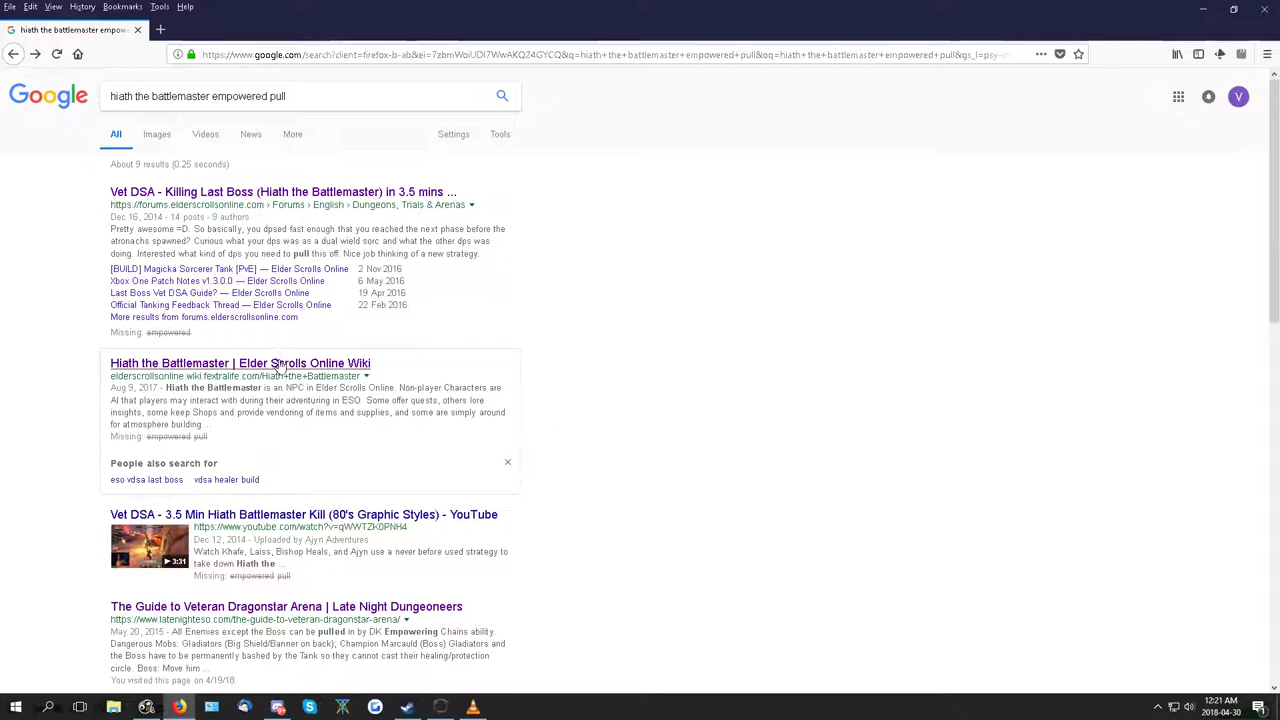 File Edit View History Bookmarks Tools Help
hiath the battlemaster empow
https://www.google.com/search?client=firefox-b-ab&ei=7zbmWoiUDi7WwAKQ24GYCQ&q=hiath+the+battlemaster+empowered+pull&oq=hiath+the+battlemaster+empowered+pull&gs_l=psy-
Google
hiath the battlemaster empowered pull
V
All Images Videos News More Settings Tools
About 9 results (0.25 seconds)
Vet DSA - Killing Last Boss (Hiath the Battlemaster) in 3.5 mins ...
https://forums.elderscrollsonline.com › Forums › English › Dungeons, Trials & Arenas
Dec 16, 2014 - 14 posts - 9 authors
Pretty awesome =D. So basically, you dpsed fast enough that you reached the next phase before the
atronachs spawned? Curious what your dps was as a dual wield sorc and what the other dps was
doing. Interested what kind of dps you need to pull this off. Nice job thinking of a new strategy.
[BUILD] Magicka Sorcerer Tank [PvE] — Elder Scrolls Online 2 Nov 2016
Xbox One Patch Notes v1.3.0.0 — Elder Scrolls Online 6 May 2016
Last Boss Vet DSA Guide? — Elder Scrolls Online 19 Apr 2016
Official Tanking Feedback Thread — Elder Scrolls Online 22 Feb 2016
More results from forums.elderscrollsonline.com
Missing: empowered
Hiath the Battlemaster | Elder Scrolls Online Wiki
elderscrollsonline.wiki.fextralife.com/Hiath+the+Battlemaster
Aug 9, 2017 - Hiath the Battlemaster is an NPC in Elder Scrolls Online. Non-player Characters are
AI that players may interact with during their adventuring in ESO. Some offer quests, others lore
insights, some keep Shops and provide vendoring of items and supplies, and some are simply around
for atmosphere building ...
Missing: empowered pull
People also search for
eso vdsa last boss vdsa healer build
Vet DSA - 3.5 Min Hiath Battlemaster Kill (80's Graphic Styles) - YouTube
https://www.youtube.com/watch?v=qWWTZK0PNH4
Dec 12, 2014 - Uploaded by Ajyn Adventures
Watch Khafe, Laiss, Bishop Heals, and Ajyn use a never before used strategy to
take down Hiath the ...
3:31
Missing: empowered pull
The Guide to Veteran Dragonstar Arena | Late Night Dungeoneers
https://www.latenighteso.com/the-guide-to-veteran-dragonstar-arena/
May 20, 2015 - All Enemies except the Boss can be pulled in by DK Empowering Chains ability.
Dangerous Mobs: Gladiators (Big Shield/Banner on back); Champion Marcauld (Boss) Gladiators and
the Boss have to be permanently bashed by the Tank so they cannot cast their healing/protection
circle. Boss: Move him ...
You visited this page on 4/19/18.
12:21 AM
2018-04-30